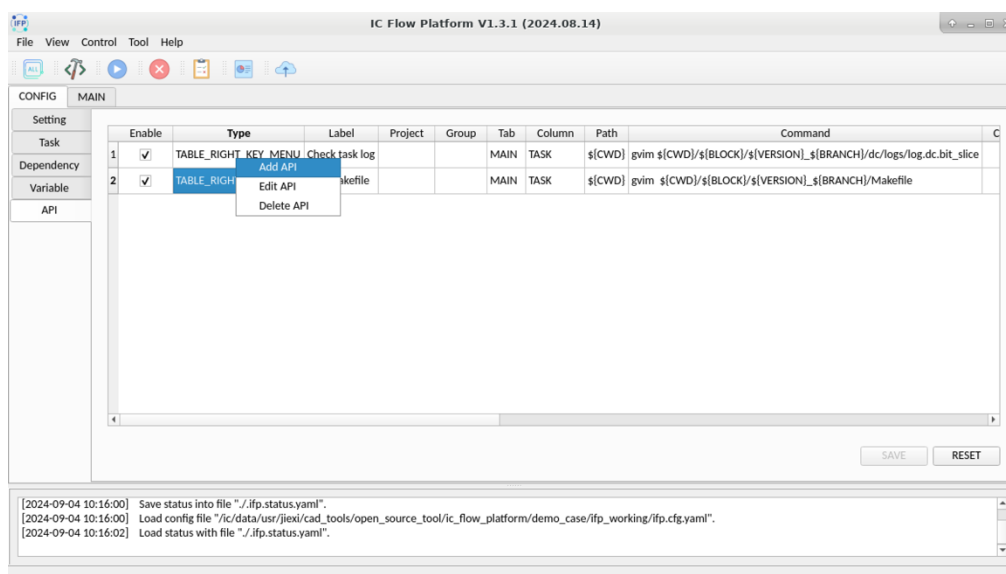 IFP
IC Flow Platform V1.3.1 (2024.08.14)
File View Control Tool Help
ALL
CONFIG MAIN
Setting
Task
Dependency
Variable
API
Enable Type Label Project Group Tab Column Path Command C
1 TABLE_RIGHT_KEY_MENU Check task log MAIN TASK ${CWD} gvim ${CWD}/${BLOCK}/${VERSION}_${BRANCH}/dc/logs/log.dc.bit_slice
2 TABLE_RIGH akefile MAIN TASK ${CWD} gvim ${CWD}/${BLOCK}/${VERSION}_${BRANCH}/Makefile
Add API
Edit API
Delete API
SAVE RESET
[2024-09-04 10:16:00] Save status into file "./.ifp.status.yaml".
[2024-09-04 10:16:00] Load config file "/ic/data/usr/jiexi/cad_tools/open_source_tool/ic_flow_platform/demo_case/ifp_working/ifp.cfg.yaml".
[2024-09-04 10:16:02] Load status with file "./.ifp.status.yaml".